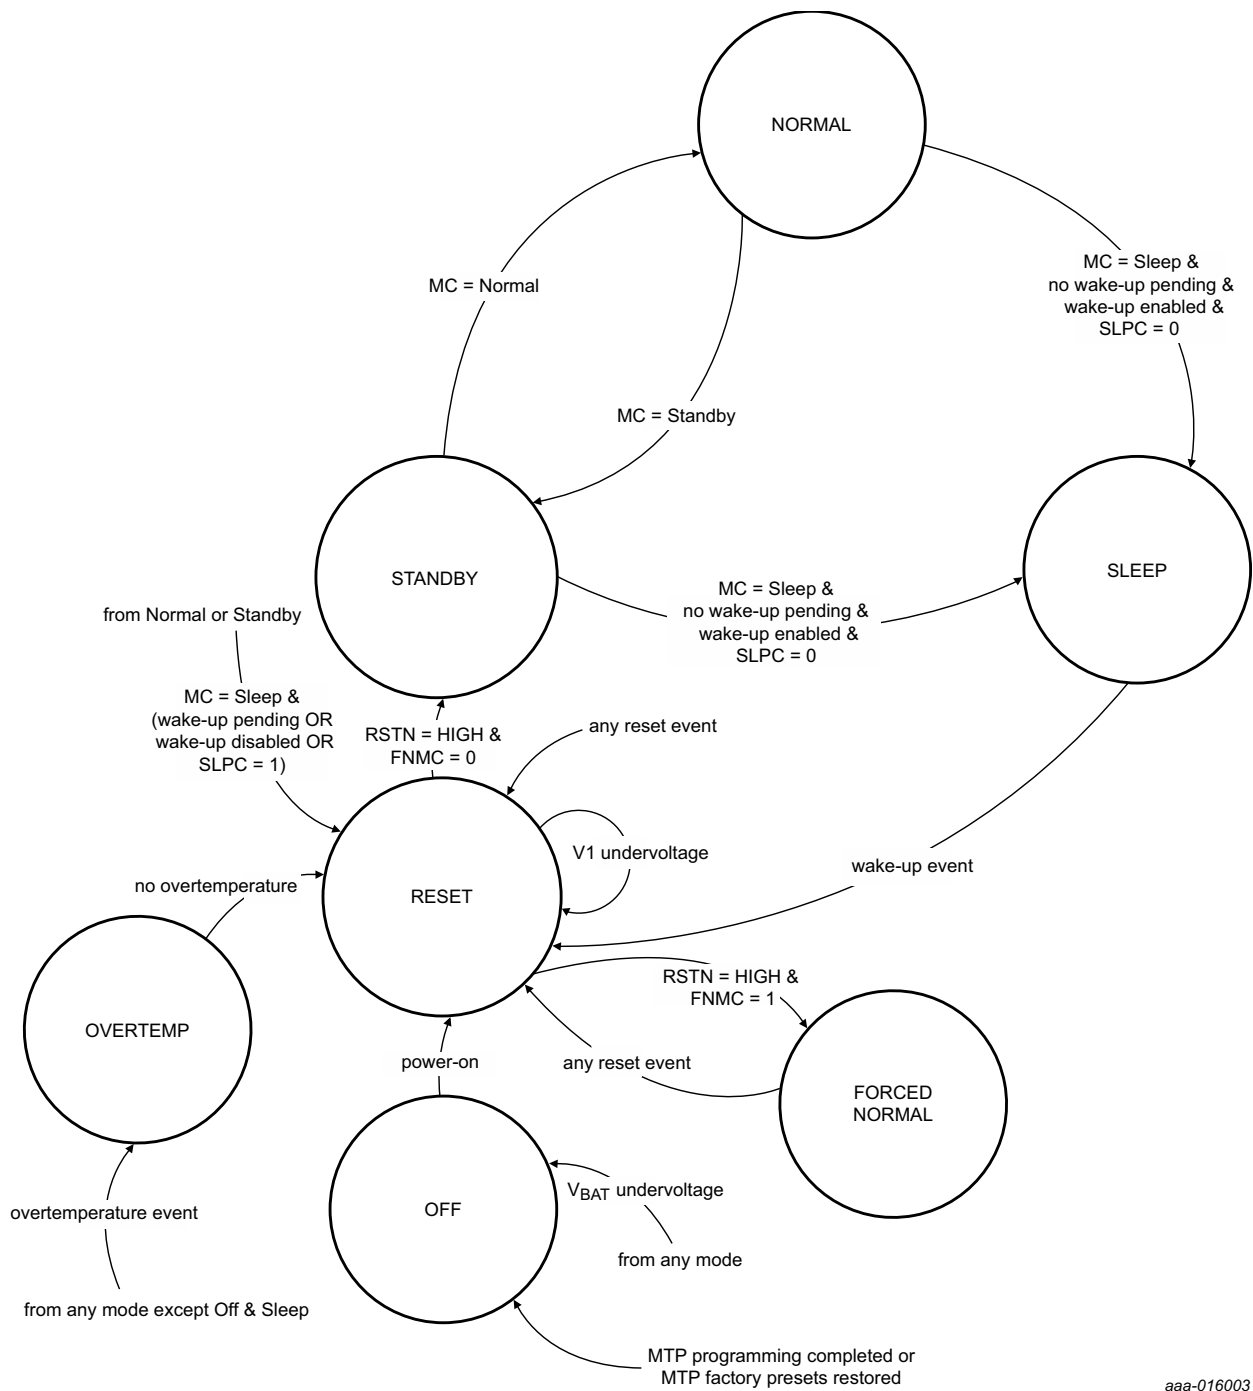 NORMAL
MC = Sleep &
no wake-up pending &
wake-up enabled &
SLPC = 0
MC = Normal
MC = Standby
STANDBY
SLEEP
MC = Sleep &
no wake-up pending &
wake-up enabled &
SLPC = 0
from Normal or Standby
MC = Sleep &
(wake-up pending OR
wake-up disabled OR
SLPC = 1)
RSTN = HIGH &
FNMC = 0
any reset event
V1 undervoltage
wake-up event
no overtemperature
RESET
RSTN = HIGH &
FNMC = 1
OVERTEMP
power-on
any reset event
FORCED
NORMAL
overtemperature event
OFF
VBAT undervoltage
from any mode
from any mode except Off & Sleep
MTP programming completed or
MTP factory presets restored
aaa-016003